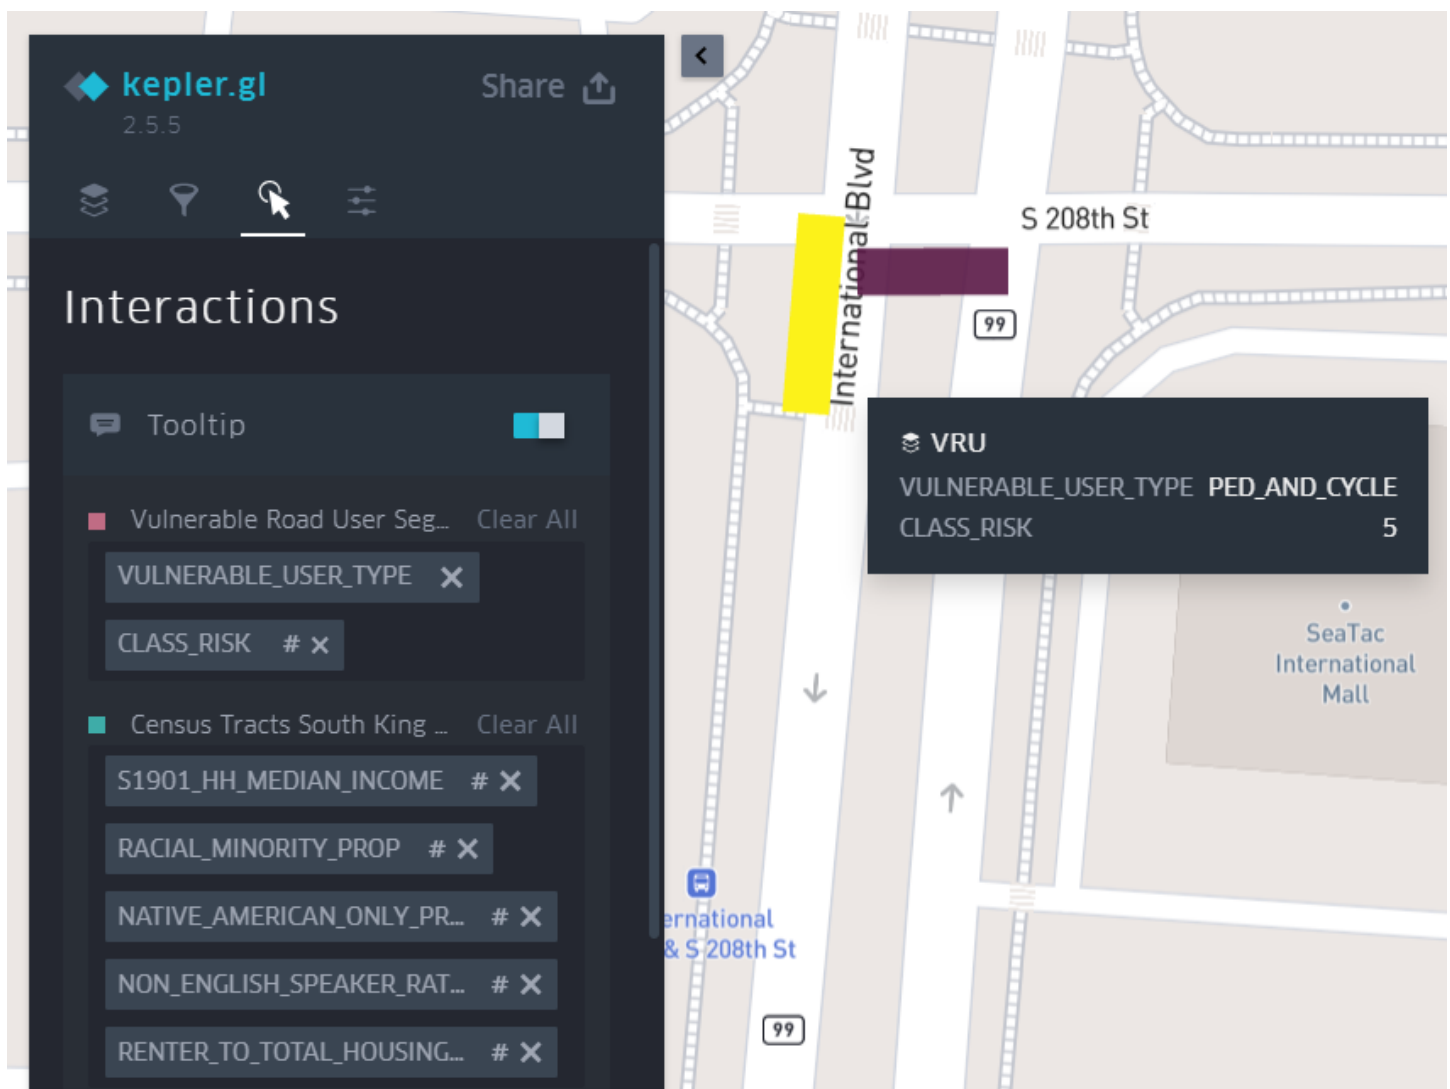 kepler.gl
Share
2.5.5
Interactions
Tooltip
Vulnerable Road User Seg...
Clear All
VULNERABLE_USER_TYPE
CLASS_RISK #
Census Tracts South King ...
Clear All
S1901_HH_MEDIAN_INCOME #
RACIAL_MINORITY_PROP #
NATIVE_AMERICAN_ONLY_PR... #
NON_ENGLISH_SPEAKER_RAT... #
RENTER_TO_TOTAL_HOUSING... #
International Blvd
S 208th St
99
VRU
VULNERABLE_USER_TYPE PED_AND_CYCLE
CLASS_RISK 5
SeaTac
International
Mall
ernational
& S 208th St
99